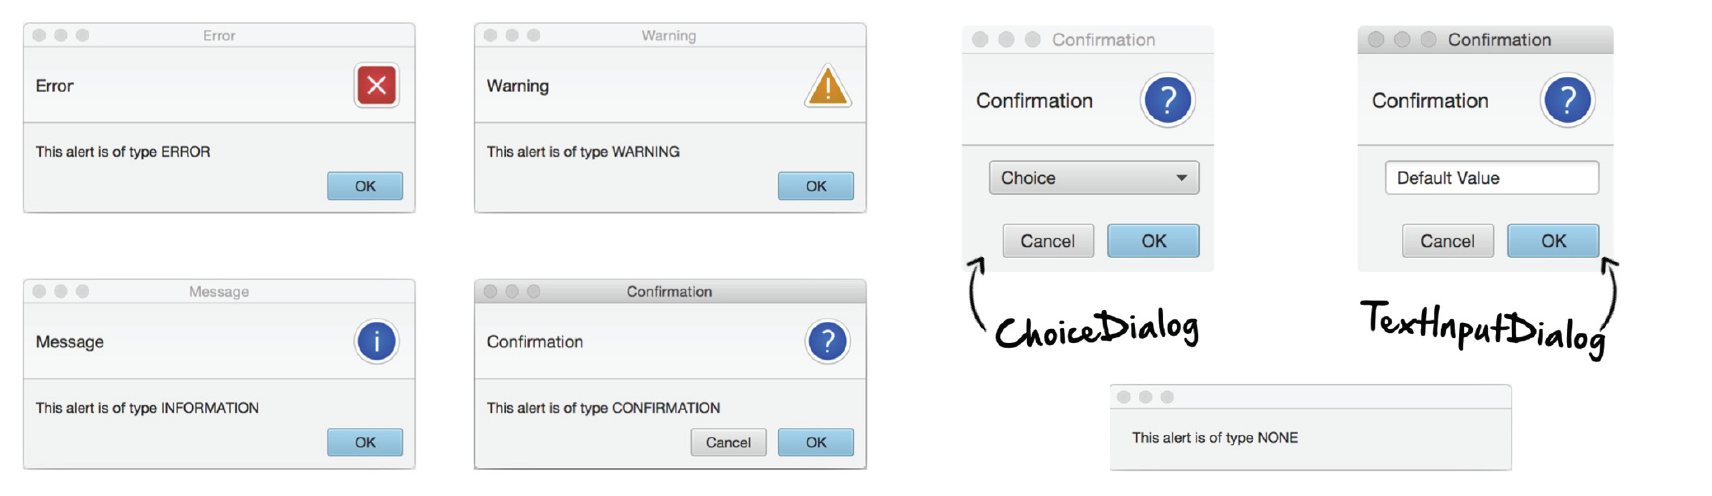 Error
Error
This alert is of type ERROR
OK
Warning
Warning
This alert is of type WARNING
OK
Message
Message
This alert is of type INFORMATION
OK
Confirmation
Confirmation
This alert is of type CONFIRMATION
Cancel OK
Confirmation
Confirmation
Choice
Cancel OK
ChoiceDialog
Confirmation
Confirmation
Default Value
Cancel OK
TextInputDialog
This alert is of type NONE